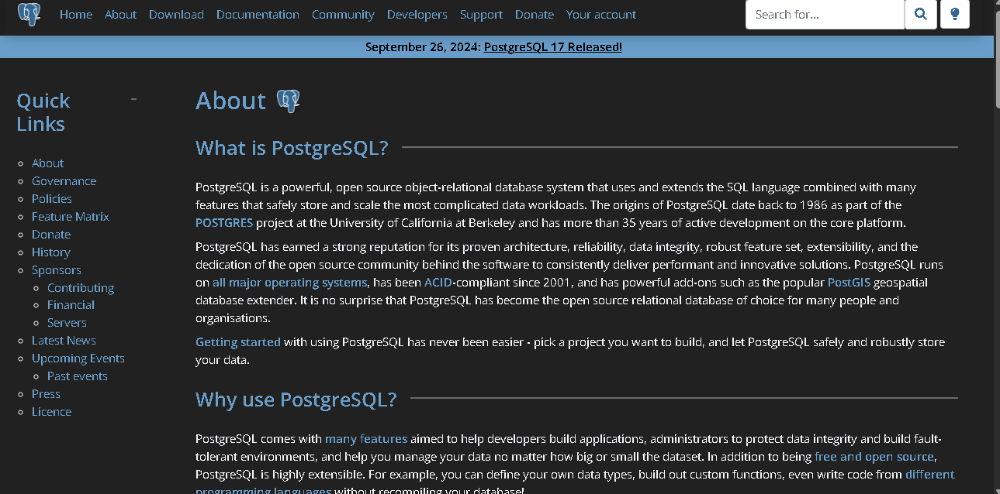 Home About Download Documentation Community Developers Support Donate Your account Search for...
September 26, 2024: PostgreSQL 17 Released!
Quick
Links
About
Governance
Policies
Feature Matrix
Donate
History
Sponsors
Contributing
Financial
Servers
Latest News
Upcoming Events
Past events
Press
Licence
About
What is PostgreSQL?
PostgreSQL is a powerful, open source object-relational database system that uses and extends the SQL language combined with many
features that safely store and scale the most complicated data workloads. The origins of PostgreSQL date back to 1986 as part of the
POSTGRES project at the University of California at Berkeley and has more than 35 years of active development on the core platform.
PostgreSQL has earned a strong reputation for its proven architecture, reliability, data integrity, robust feature set, extensibility, and the
dedication of the open source community behind the software to consistently deliver performant and innovative solutions. PostgreSQL runs
on all major operating systems, has been ACID-compliant since 2001, and has powerful add-ons such as the popular PostGIS geospatial
database extender. It is no surprise that PostgreSQL has become the open source relational database of choice for many people and
organisations.
Getting started with using PostgreSQL has never been easier - pick a project you want to build, and let PostgreSQL safely and robustly store
your data.
Why use PostgreSQL?
PostgreSQL comes with many features aimed to help developers build applications, administrators to protect data integrity and build fault-
tolerant environments, and help you manage your data no matter how big or small the dataset. In addition to being free and open source,
PostgreSQL is highly extensible. For example, you can define your own data types, build out custom functions, even write code from different
programming languages without recompiling your database!